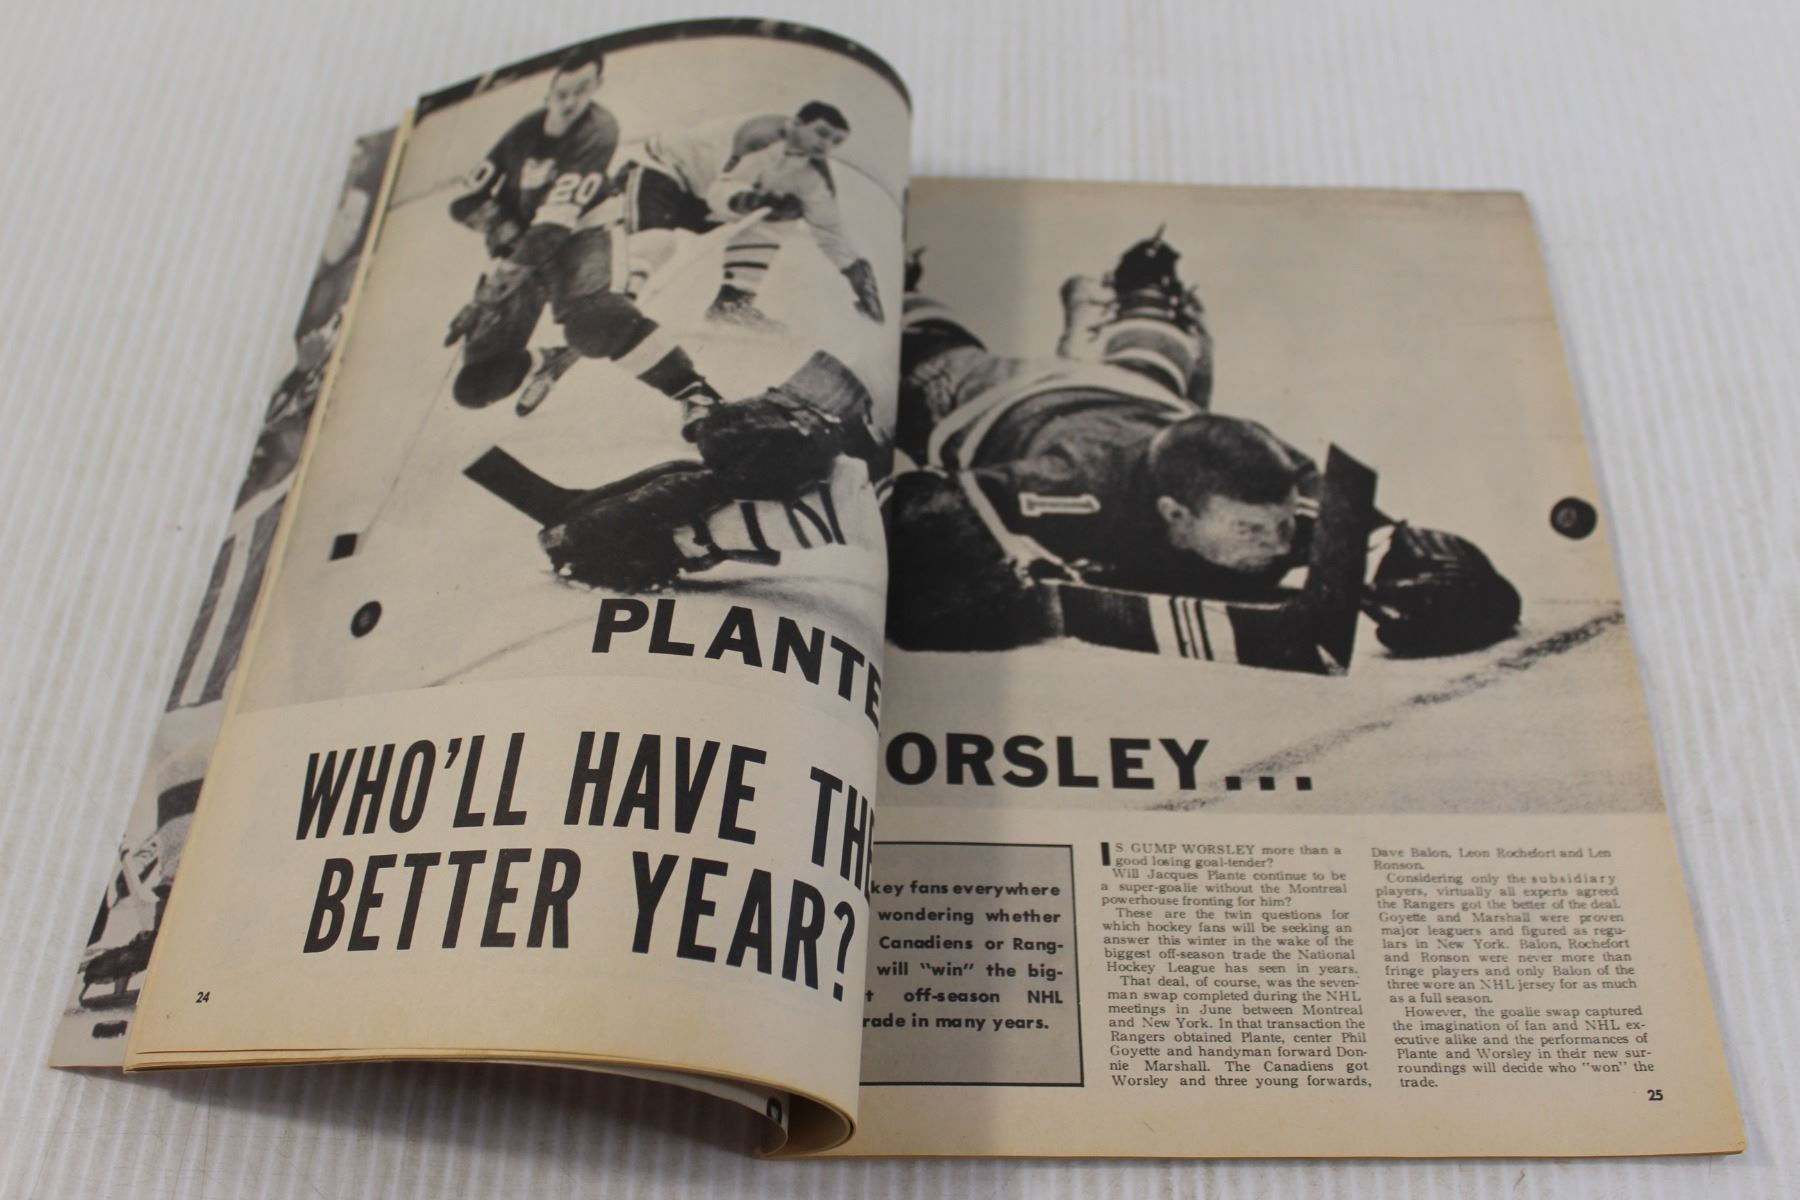 20
PLANTE
WHO'LL HAVE TH
BETTER YEAR?
24
1
ORSLEY...
key fans everywhere
wondering whether
Canadiens or Rang-
will "win" the big-
t off-season NHL
rade in many years.
IS GUMP WORSLEY more than a
good losing goal-tender?
Will Jacques Plante continue to be
a super-goalie without the Montreal
powerhouse fronting for him?
These are the twin questions for
which hockey fans will be seeking an
answer this winter in the wake of the
biggest off-season trade the National
Hockey League has seen in years.
That deal, of course, was the seven-
man swap completed during the NHL
meetings in June between Montreal
and New York. In that transaction the
Rangers obtained Plante, center Phil
Goyette and handyman forward Don-
nie Marshall. The Canadiens got
Worsley and three young forwards,
Dave Balon, Leon Rochefort and Len
Ronson.
Considering only the subsidiary
players, virtually all experts agreed
the Rangers got the better of the deal.
Goyette and Marshall were proven
major leaguers and figured as regu-
lars in New York. Balon, Rochefort
and Ronson were never more than
fringe players and only Balon of the
three wore an NHL jersey for as much
as a full season.
However, the goalie swap captured
the imagination of fan and NHL ex-
ecutive alike and the performances of
Plante and Worsley in their new sur-
roundings will decide who "won" the
trade.
25